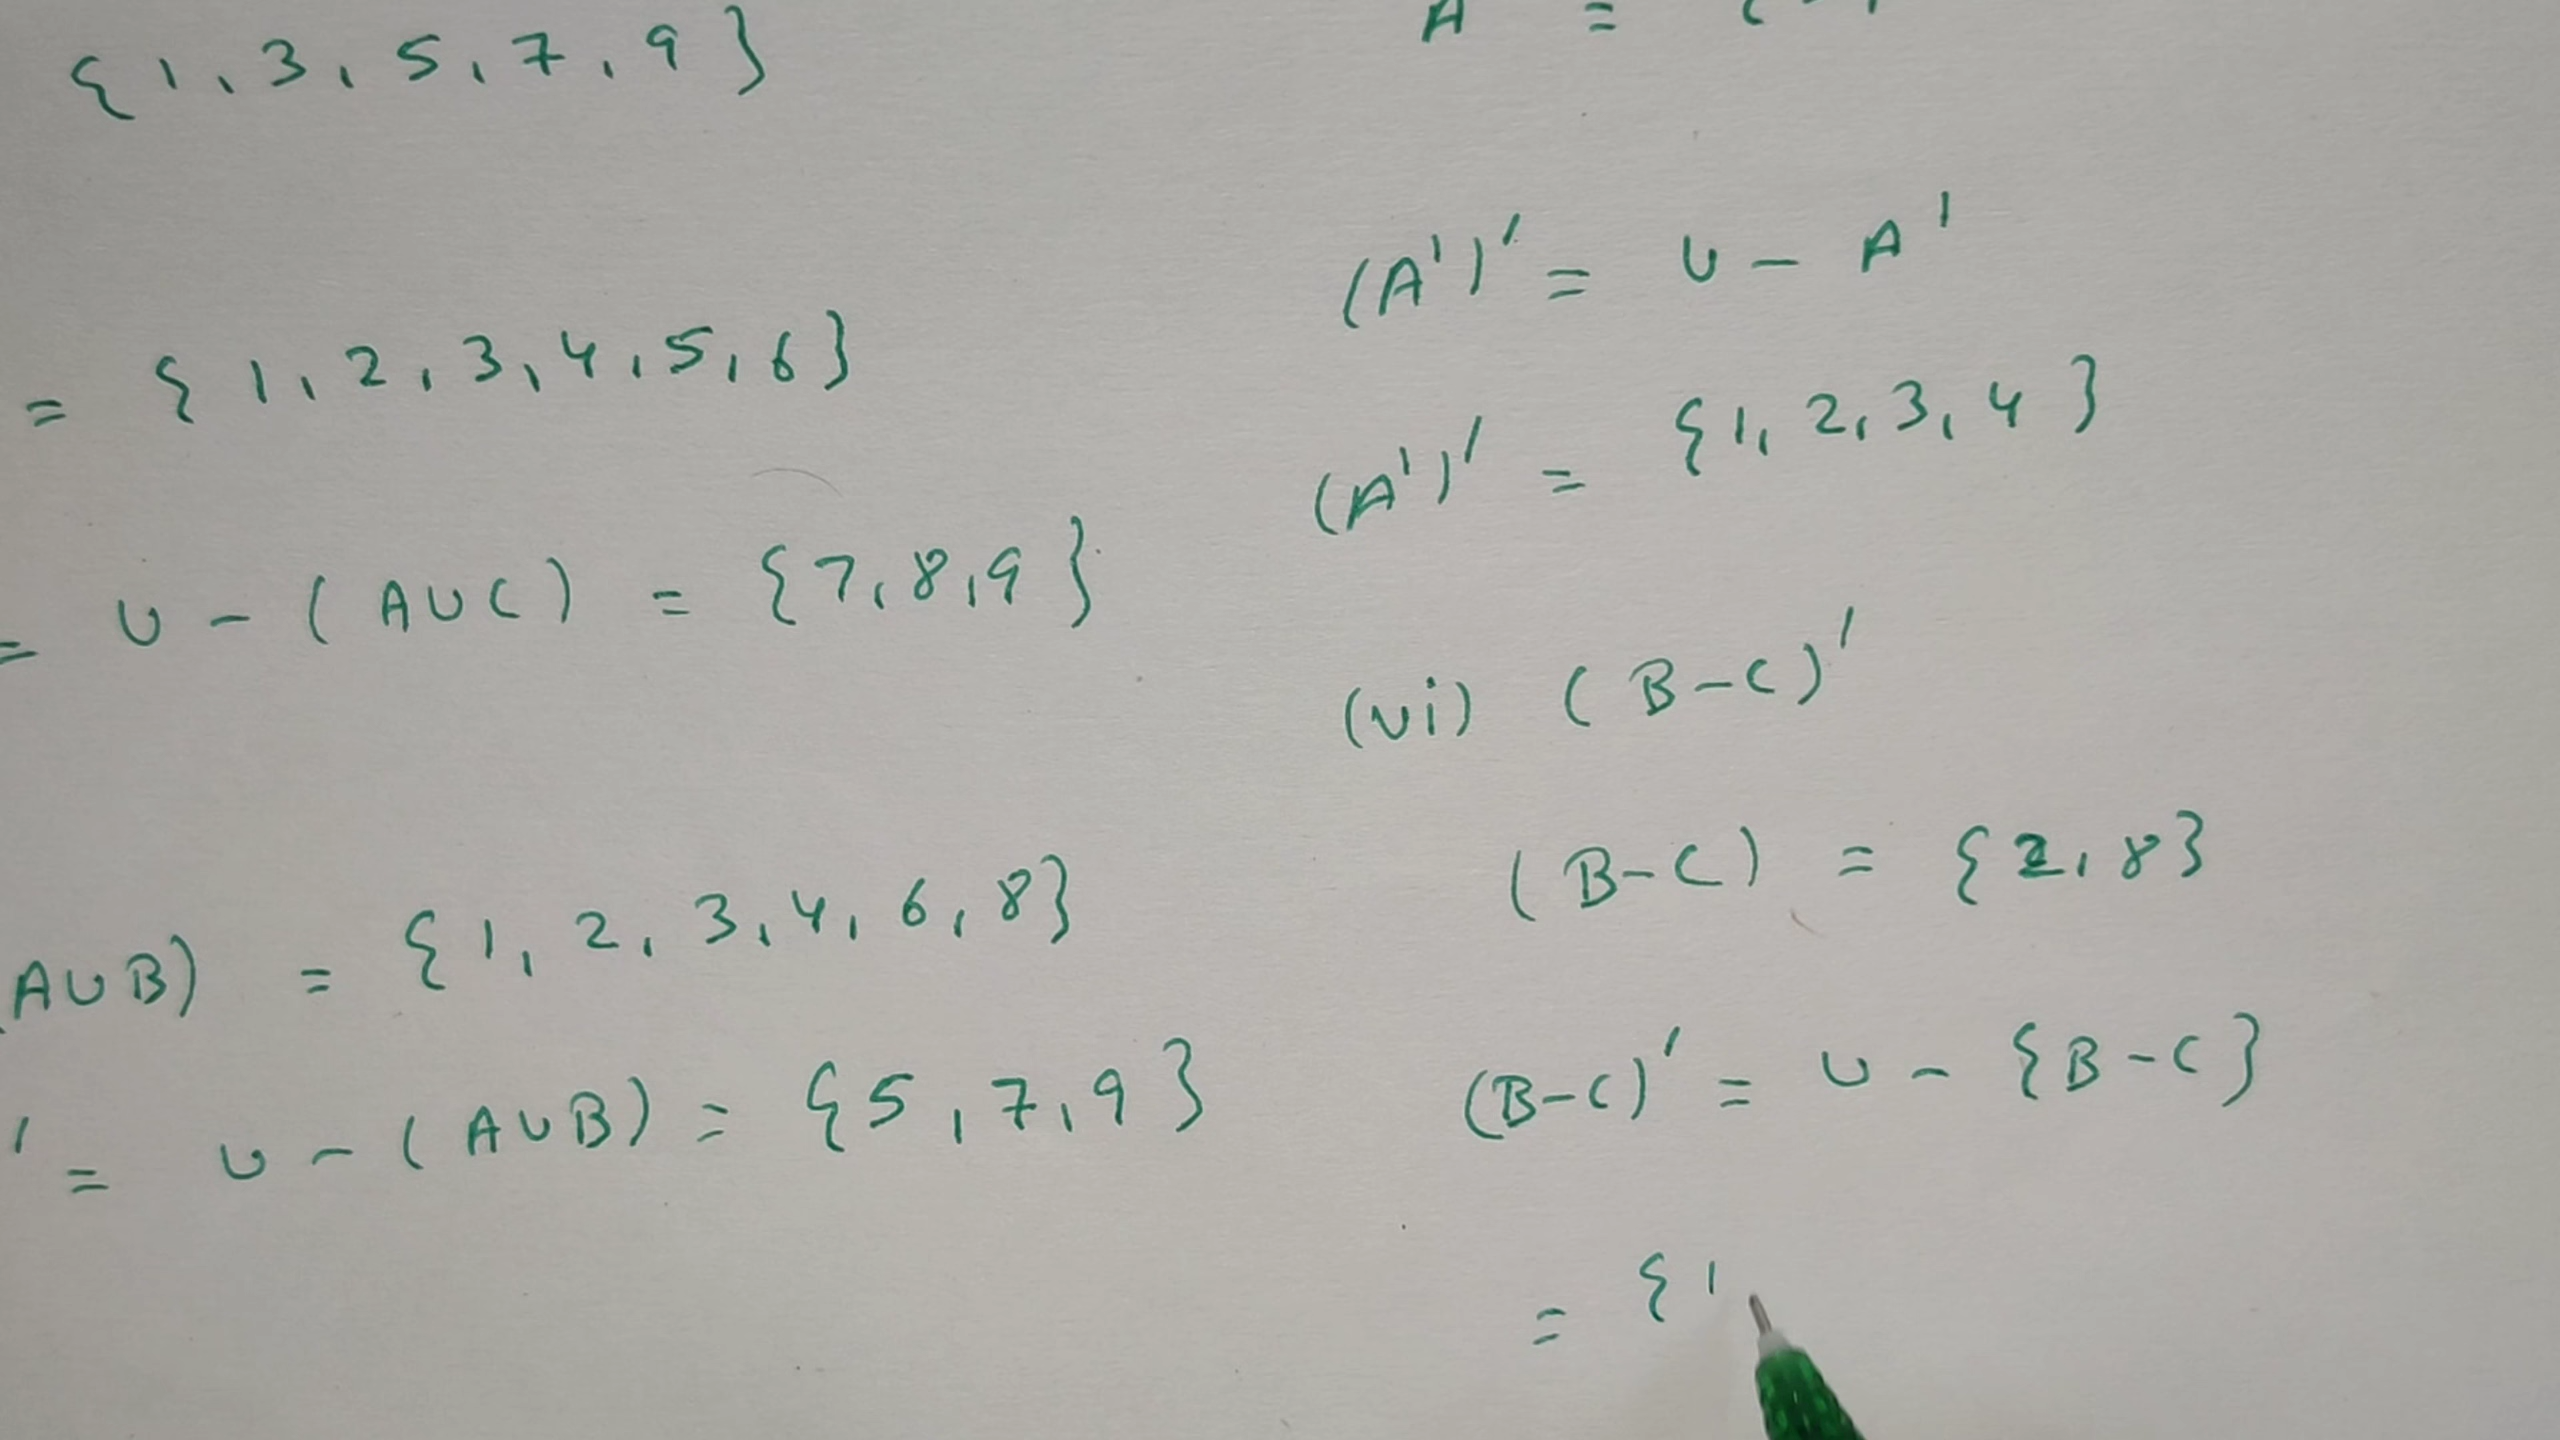 {1, 3, 5, 7, 9}
= {1, 2, 3, 4, 5, 6}
= U - (A∪C) = {7, 8, 9}
(A∪B) = {1, 2, 3, 4, 6, 8}
' = U - (A∪B) = {5, 7, 9}
A =
(A')' = U - A'
(A')' = {1, 2, 3, 4}
(vi) (B-C)'
(B-C) = {2, 8}
(B-C)' = U - {B-C}
= {1